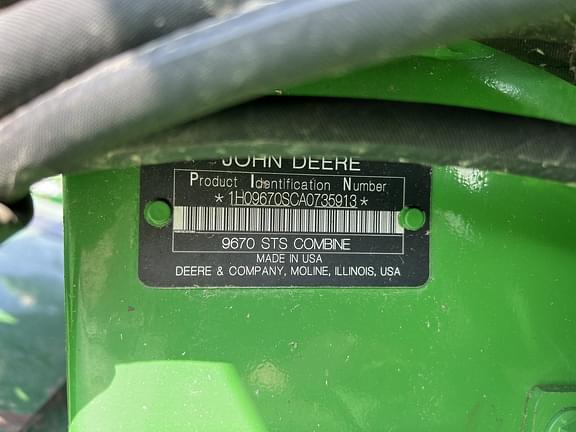 JOHN DEERE
Product Identification Number
*1H09670SCA0735913*
9670 STS COMBINE
MADE IN USA
DEERE & COMPANY, MOLINE, ILLINOIS, USA